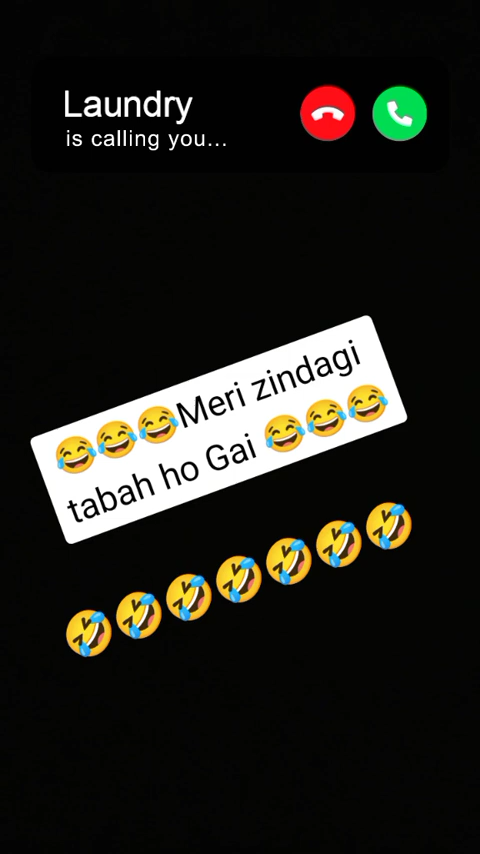 Laundry
is calling you...
😂😂😂Meri zindagi
tabah ho Gai 😂😂😂
🤣🤣🤣🤣🤣🤣🤣